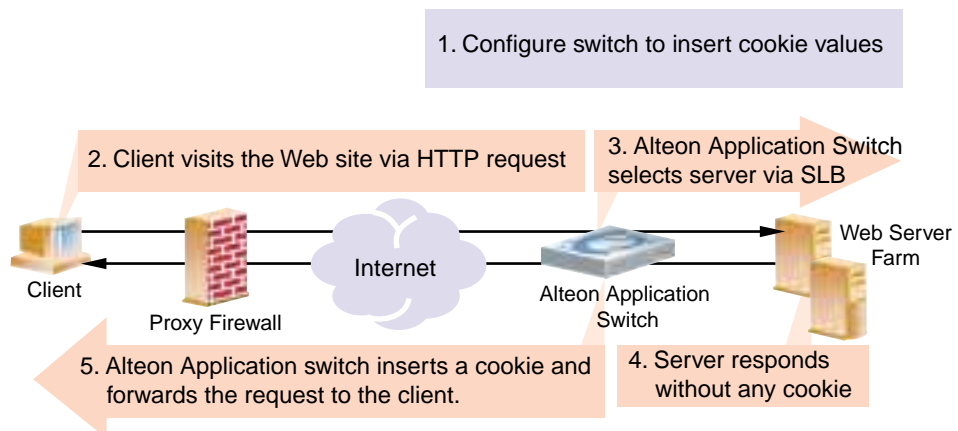 1. Configure switch to insert cookie values
2. Client visits the Web site via HTTP request
3. Alteon Application Switch
selects server via SLB
Client
Proxy Firewall
Internet
Alteon Application
Switch
Web Server
Farm
5. Alteon Application switch inserts a cookie and
forwards the request to the client.
4. Server responds
without any cookie